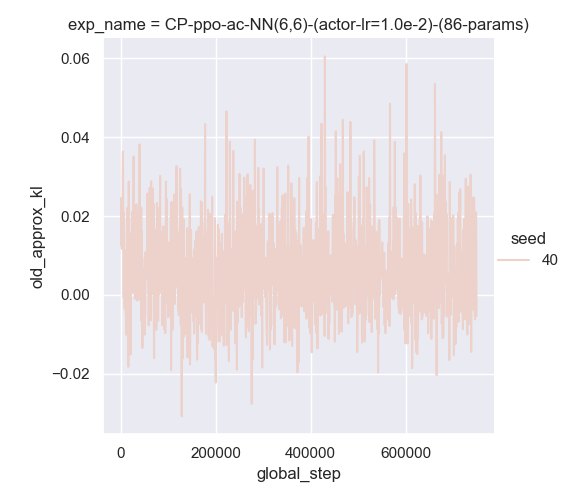 exp_name = CP-ppo-ac-NN(6,6)-(actor-lr=1.0e-2)-(86-params)
0.06
0.04
0.02
0.00
−0.02
old_approx_kl
0 200000 400000 600000
global_step
seed
40